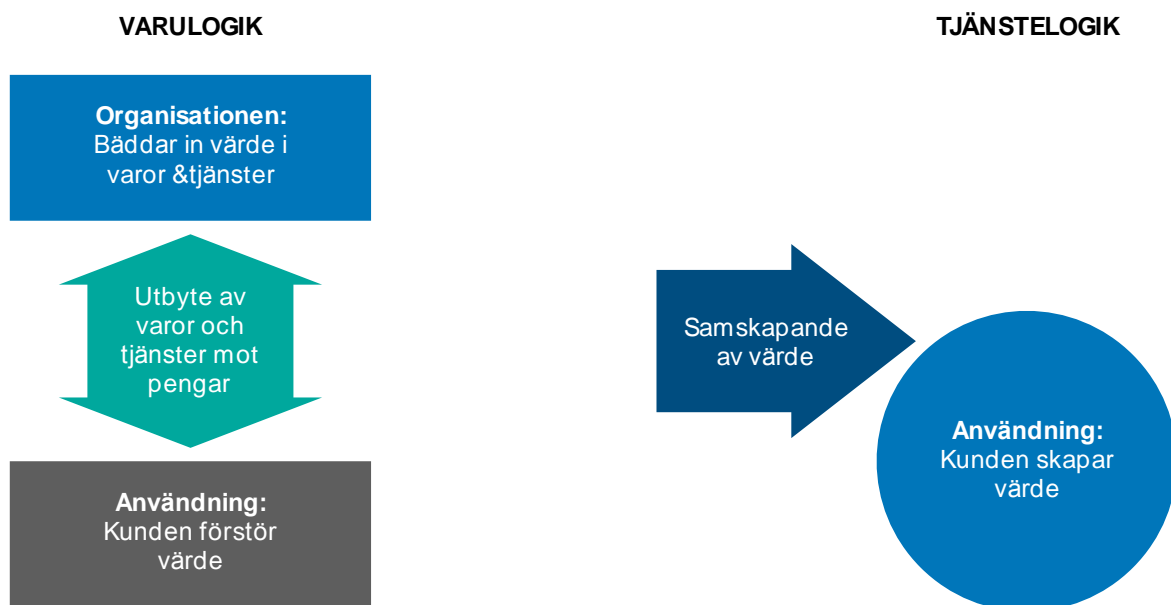 VARULOGIK
TJÄNSTELOGIK
Organisationen:
Bäddar in värde i
varor &tjänster
Utbyte av
varor och
tjänster mot
pengar
Användning:
Kunden förstör
värde
Samskapande
av värde
Användning:
Kunden skapar
värde